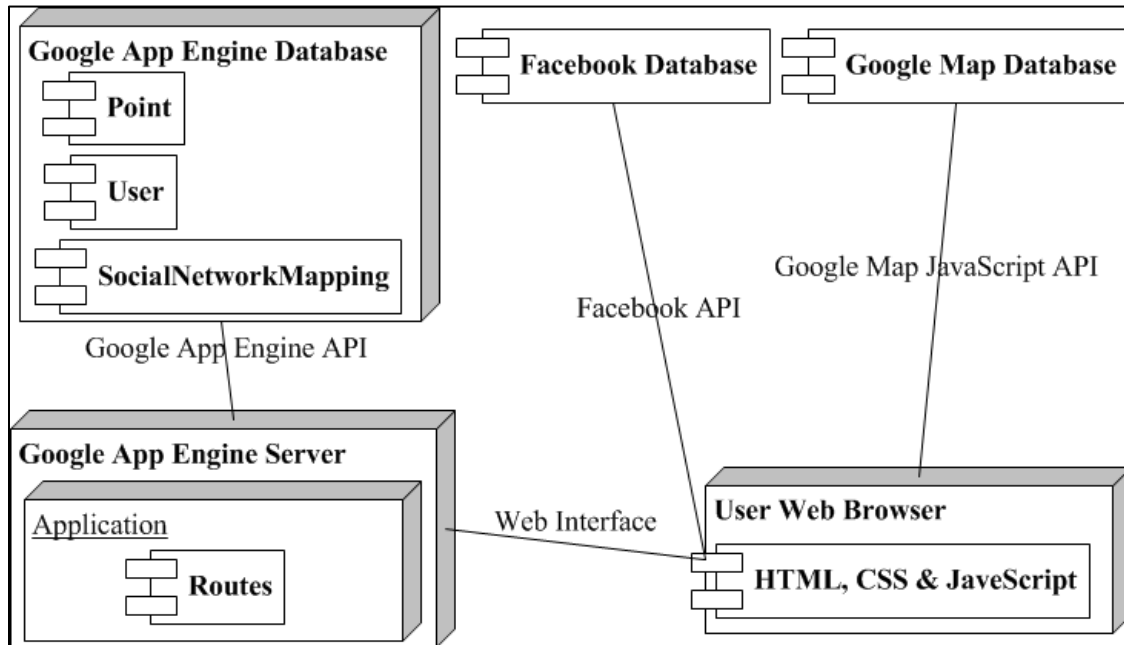 Google App Engine Database
Point
User
SocialNetworkMapping
Facebook Database
Google Map Database
Google App Engine API
Facebook API
Google Map JavaScript API
Google App Engine Server
Application
Routes
Web Interface
User Web Browser
HTML, CSS & JaveScript